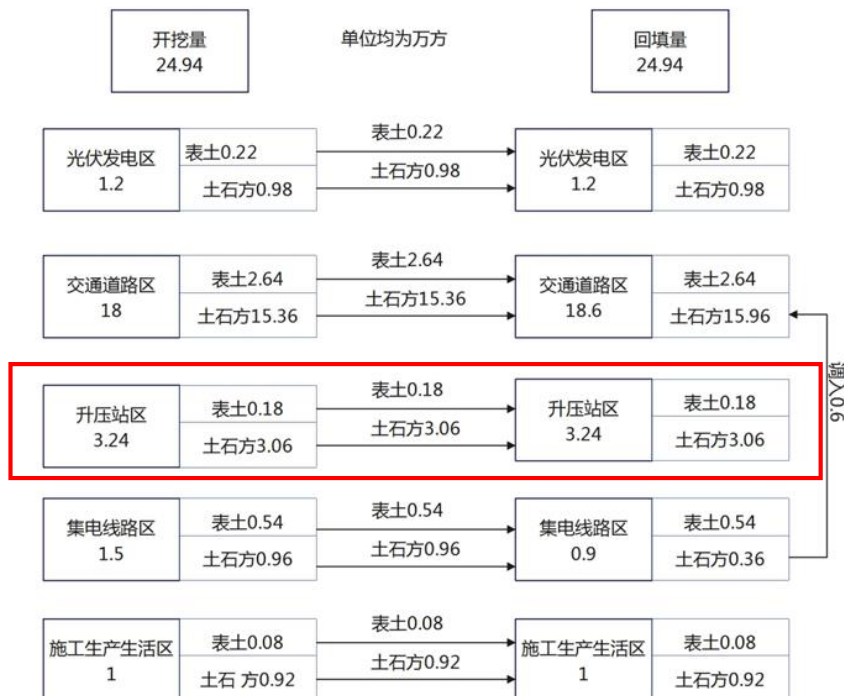 开挖量
24.94
单位均为万方
回填量
24.94
光伏发电区
1.2
表土0.22
土石方0.98
表土0.22
土石方0.98
光伏发电区
1.2
表土0.22
土石方0.98
交通道路区
18
表土2.64
土石方15.36
表土2.64
土石方15.36
交通道路区
18.6
表土2.64
土石方15.96
调入0.6
升压站区
3.24
表土0.18
土石方3.06
表土0.18
土石方3.06
升压站区
3.24
表土0.18
土石方3.06
集电线路区
1.5
表土0.54
土石方0.96
表土0.54
土石方0.96
集电线路区
0.9
表土0.54
土石方0.36
施工生产生活区
1
表土0.08
土石 方0.92
表土0.08
土石方0.92
施工生产生活区
1
表土0.08
土石方0.92